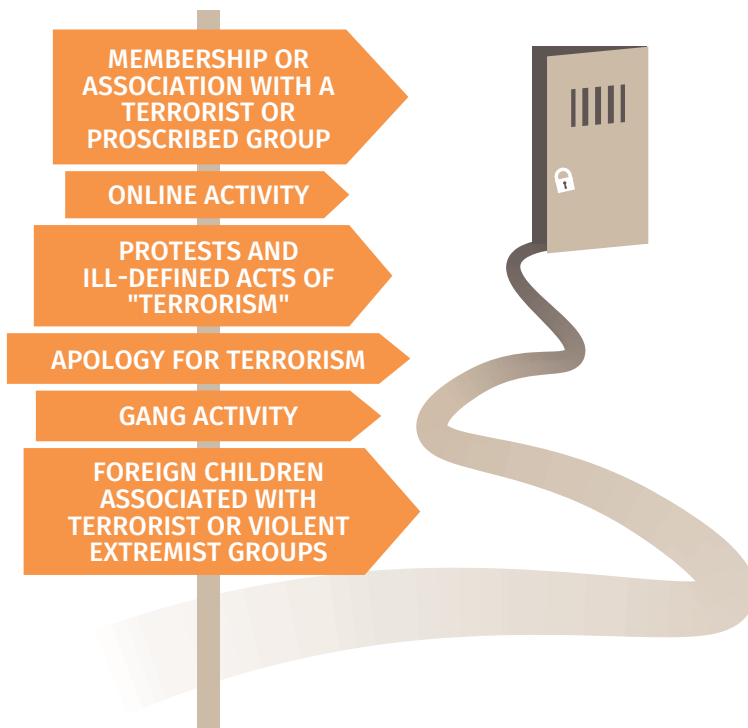 MEMBERSHIP OR
ASSOCIATION WITH A
TERRORIST OR
PROSCRIBED GROUP
ONLINE ACTIVITY
PROTESTS AND
ILL-DEFINED ACTS OF
"TERRORISM"
APOLOGY FOR TERRORISM
GANG ACTIVITY
FOREIGN CHILDREN
ASSOCIATED WITH
TERRORIST OR VIOLENT
EXTREMIST GROUPS